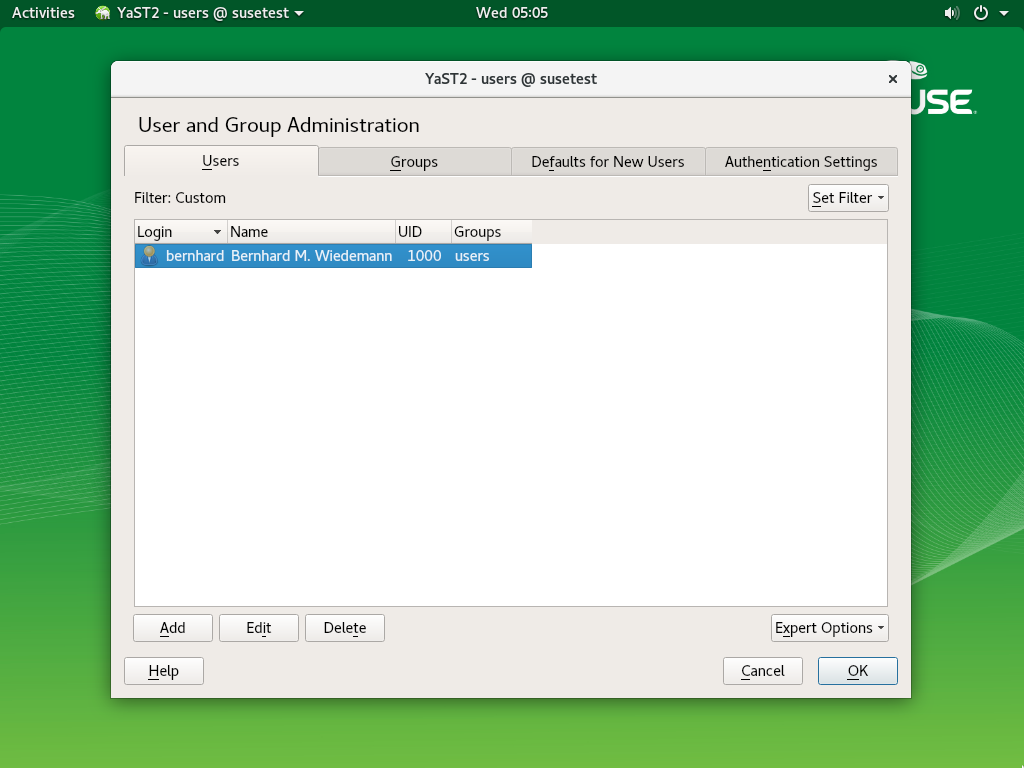 Activities YaST2 - users @ susetest Wed 05:05
YaST2 - users @ susetest
USE
User and Group Administration
Users Groups Defaults for New Users Authentication Settings
Filter: Custom Set Filter
Login Name UID Groups
bernhard Bernhard M. Wiedemann 1000 users
Add Edit Delete Expert Options
Help Cancel OK